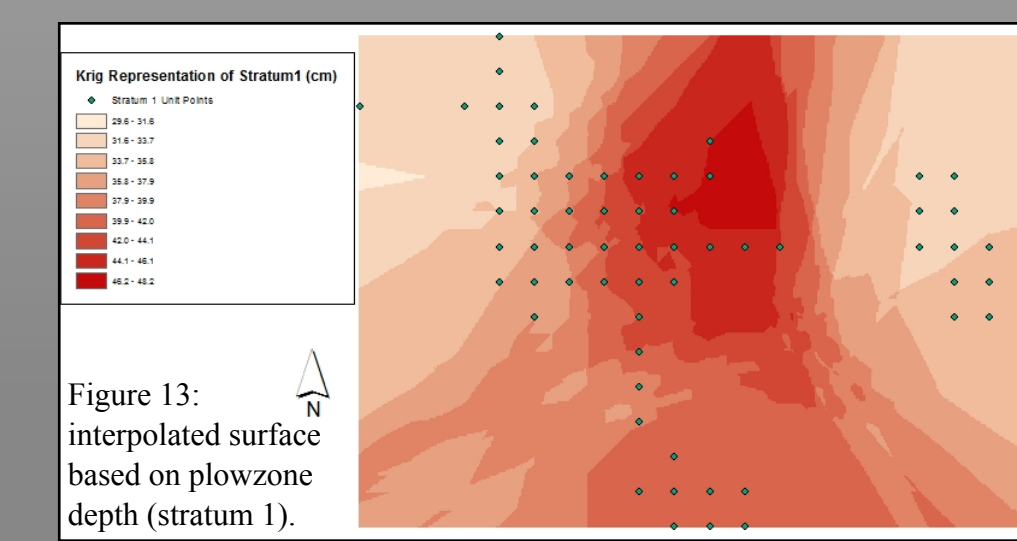 Krig Representation of Stratum1 (cm)
Stratum 1 Unit Points
29.6 - 31.6
31.6 - 33.7
33.7 - 35.8
35.8 - 37.9
37.9 - 39.9
39.9 - 42.0
42.0 - 44.1
44.1 - 46.1
46.2 - 48.2
N
Figure 13:
interpolated surface
based on plowzone
depth (stratum 1).